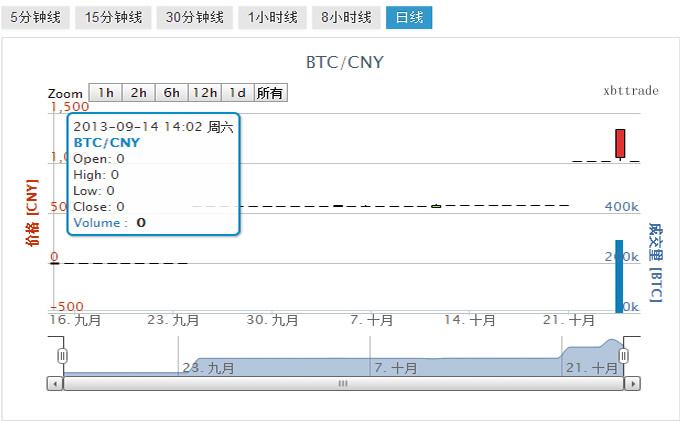 5分钟线 15分钟线 30分钟线 1小时线 8小时线 日线
BTC/CNY
Zoom 1h 2h 6h 12h 1d 所有
xbttrade
1,500
2013-09-14 14:02 周六
BTC/CNY
Open: 0
High: 0
Low: 0
Close: 0
Volume : 0
价格 [CNY]
0
-500
400k
200k
0k
成交量 [BTC]
16. 九月 23. 九月 30. 九月 7. 十月 14. 十月 21. 十月
23. 九月 7. 十月 21. 十月